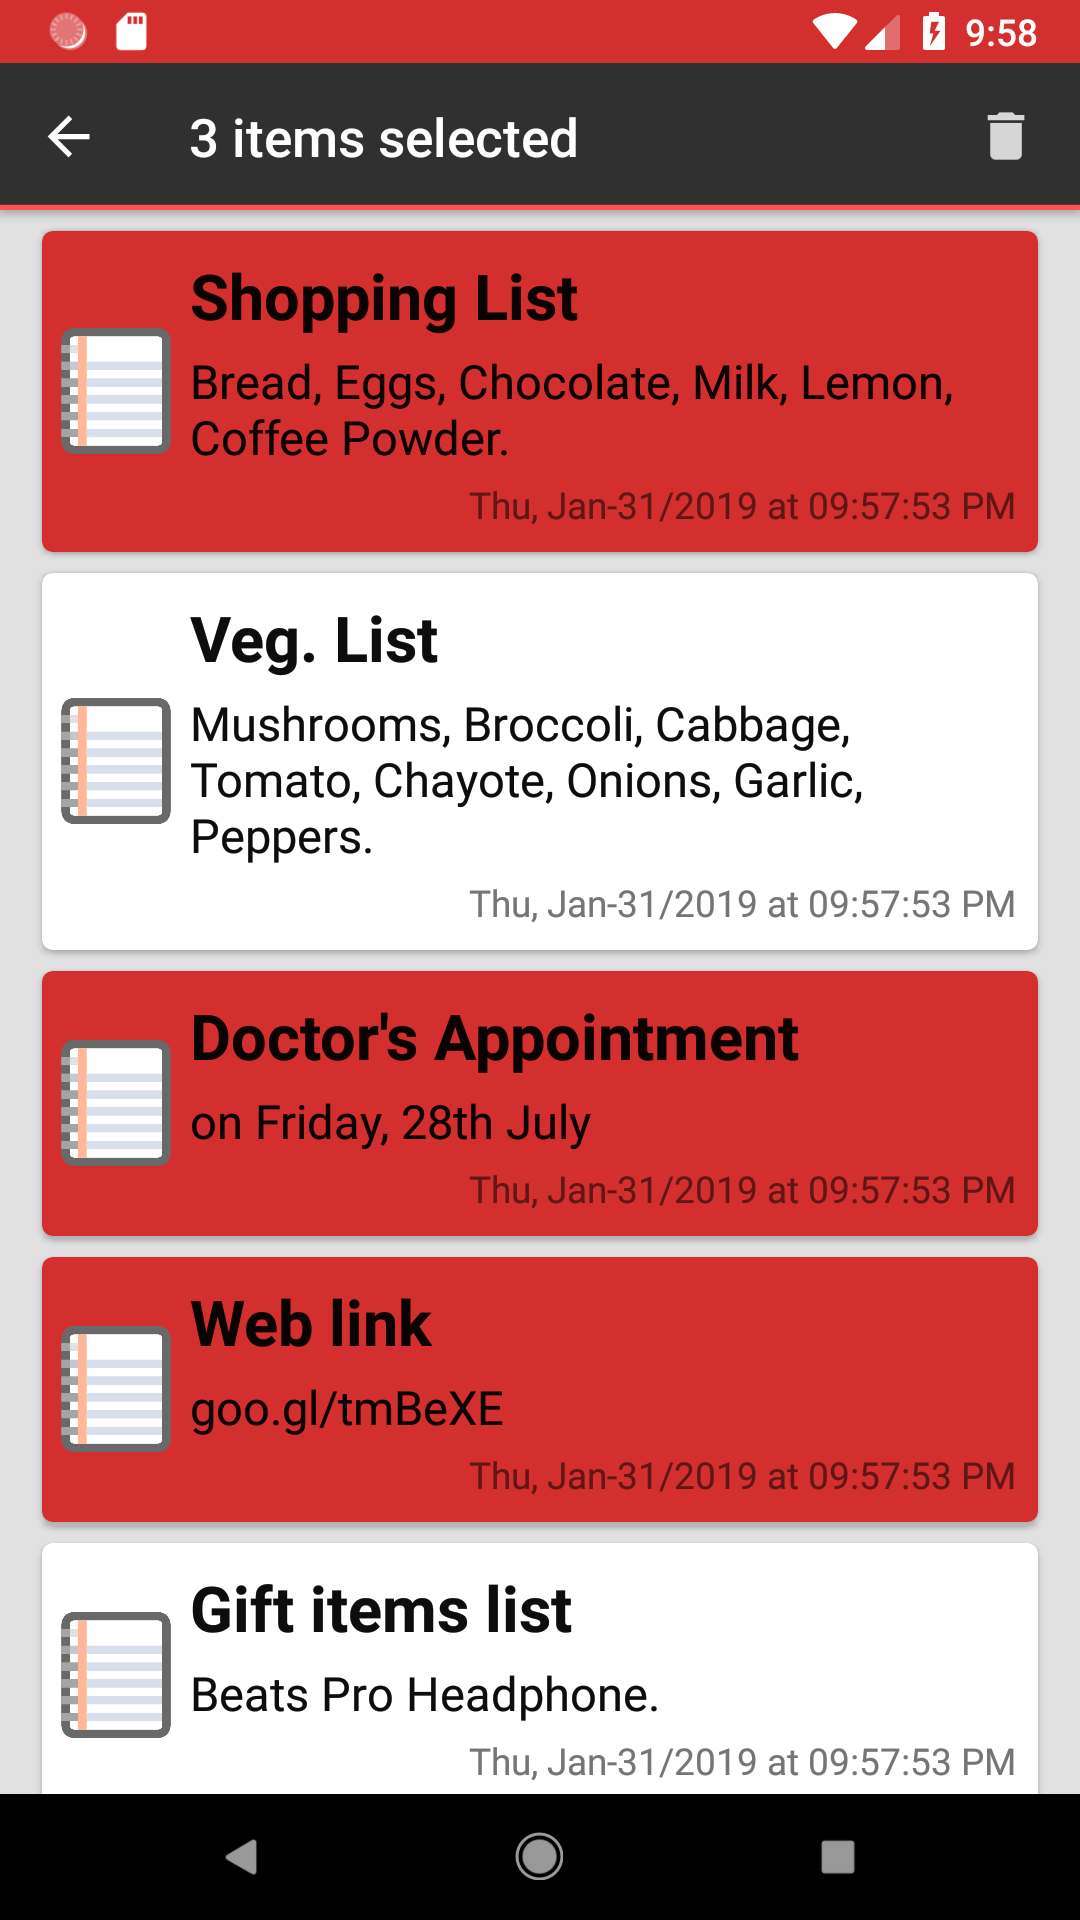 9:58
3 items selected
Shopping List
Bread, Eggs, Chocolate, Milk, Lemon,
Coffee Powder.
Thu, Jan-31/2019 at 09:57:53 PM
Veg. List
Mushrooms, Broccoli, Cabbage,
Tomato, Chayote, Onions, Garlic,
Peppers.
Thu, Jan-31/2019 at 09:57:53 PM
Doctor's Appointment
on Friday, 28th July
Thu, Jan-31/2019 at 09:57:53 PM
Web link
goo.gl/tmBeXE
Thu, Jan-31/2019 at 09:57:53 PM
Gift items list
Beats Pro Headphone.
Thu, Jan-31/2019 at 09:57:53 PM